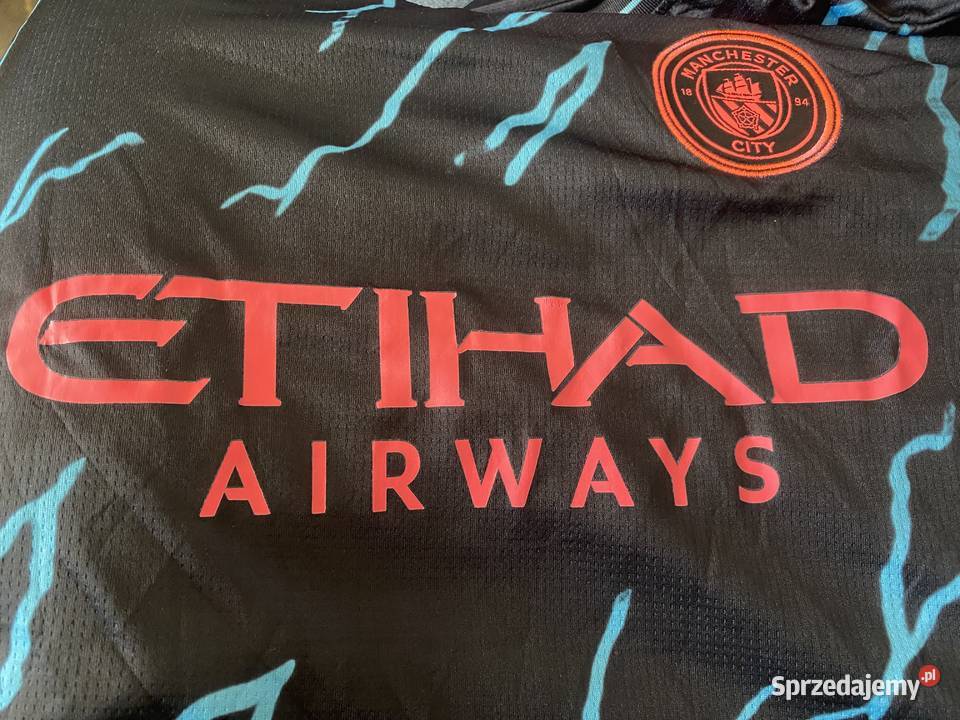 MANCHESTER
18 94
CITY
ETIHAD
AIRWAYS
Sprzedajemy.pl